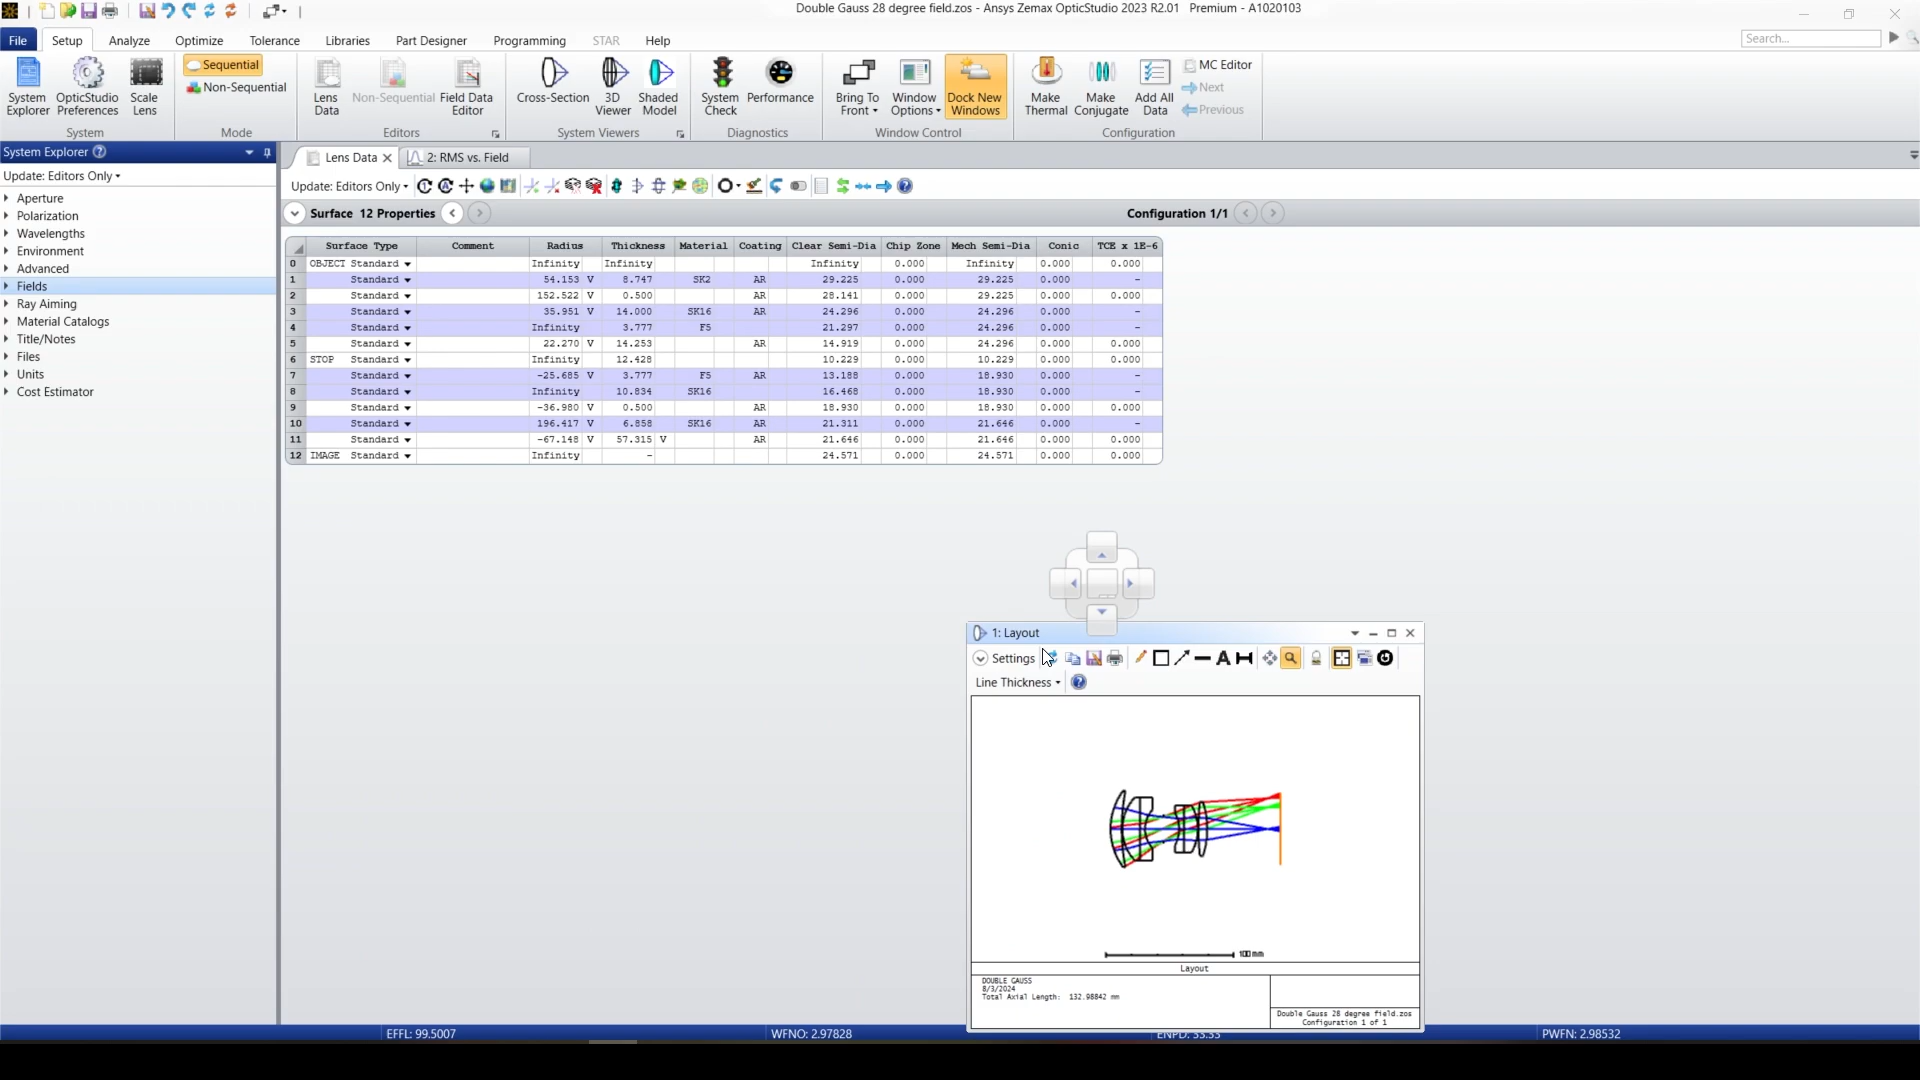 Double Gauss 28 degree field.zos - Ansys Zemax OpticStudio 2023 R2.01 Premium - A1020103
File Setup Analyze Optimize Tolerance Libraries Part Designer Programming STAR Help
Search...
System Explorer
OpticStudio Preferences
Scale Lens
System
Sequential
Non-Sequential
Mode
Lens Data
Non-Sequential
Field Data Editor
Editors
Cross-Section
3D Viewer
Shaded Model
System Viewers
System Check
Performance
Diagnostics
Bring To Front
Window Options
Dock New Windows
Window Control
Make Thermal
Make Conjugate
Add All Data
MC Editor
Next
Previous
Configuration
System Explorer ?
Update: Editors Only
Aperture
Polarization
Wavelengths
Environment
Advanced
Fields
Ray Aiming
Material Catalogs
Title/Notes
Files
Units
Cost Estimator
Lens Data
2: RMS vs. Field
Update: Editors Only
Surface 12 Properties
Configuration 1/1
Surface Type Comment Radius Thickness Material Coating Clear Semi-Dia Chip Zone Mech Semi-Dia Conic TCE x 1E-6
0 OBJECT Standard Infinity Infinity Infinity 0.000 Infinity 0.000 0.000
1 Standard 54.153 V 8.747 SK2 AR 29.225 0.000 29.225 0.000 -
2 Standard 152.522 V 0.500 AR 28.141 0.000 29.225 0.000 0.000
3 Standard 35.951 V 14.000 SK16 AR 24.296 0.000 24.296 0.000 -
4 Standard Infinity 3.777 F5 21.297 0.000 24.296 0.000 -
5 Standard 22.270 V 14.253 AR 14.919 0.000 24.296 0.000 0.000
6 STOP Standard Infinity 12.428 10.229 0.000 10.229 0.000 0.000
7 Standard -25.685 V 3.777 F5 AR 13.188 0.000 18.930 0.000 -
8 Standard Infinity 10.834 SK16 16.468 0.000 18.930 0.000 -
9 Standard -36.980 V 0.500 AR 18.930 0.000 18.930 0.000 0.000
10 Standard 196.417 V 6.858 SK16 AR 21.311 0.000 21.646 0.000 -
11 Standard -67.148 V 57.315 V AR 21.646 0.000 21.646 0.000 0.000
12 IMAGE Standard Infinity - 24.571 0.000 24.571 0.000 0.000
1: Layout
Settings
Line Thickness
100 mm
Layout
DOUBLE GAUSS
8/3/2024
Total Axial Length: 132.98842 mm
Double Gauss 28 degree field.zos
Configuration 1 of 1
EFFL: 99.5007 WFNO: 2.97828 ENPD: 33.33 PWFN: 2.98532